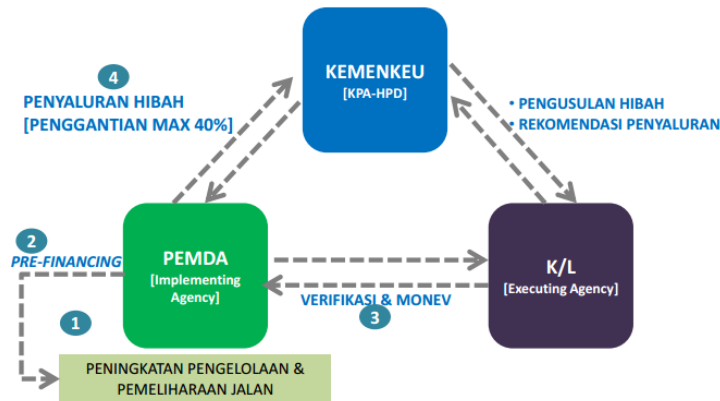 KEMENKEU
[KPA-HPD]
4
PENYALURAN HIBAH
[PENGGANTIAN MAX 40%]
• PENGUSULAN HIBAH
• REKOMENDASI PENYALURAN
2
PRE-FINANCING
PEMDA
[Implementing
Agency]
K/L
[Executing Agency]
VERIFIKASI & MONEV
3
1
PENINGKATAN PENGELOLAAN &
PEMELIHARAAN JALAN